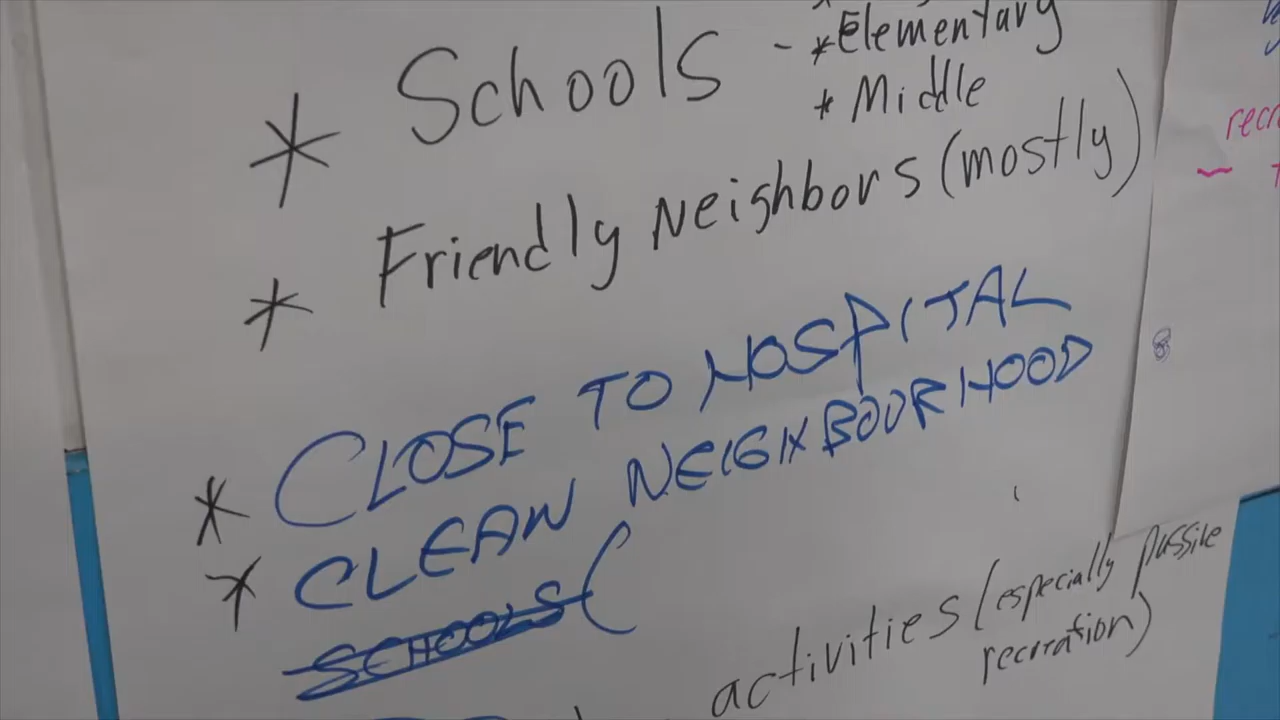 * Schools - * Elementary
* Middle
* Friendly Neighbors (mostly)
* CLOSE TO HOSPITAL
* CLEAN NEIGHBOURHOOD
SCHOOLS (
activities (especially passive
recreation)
recre